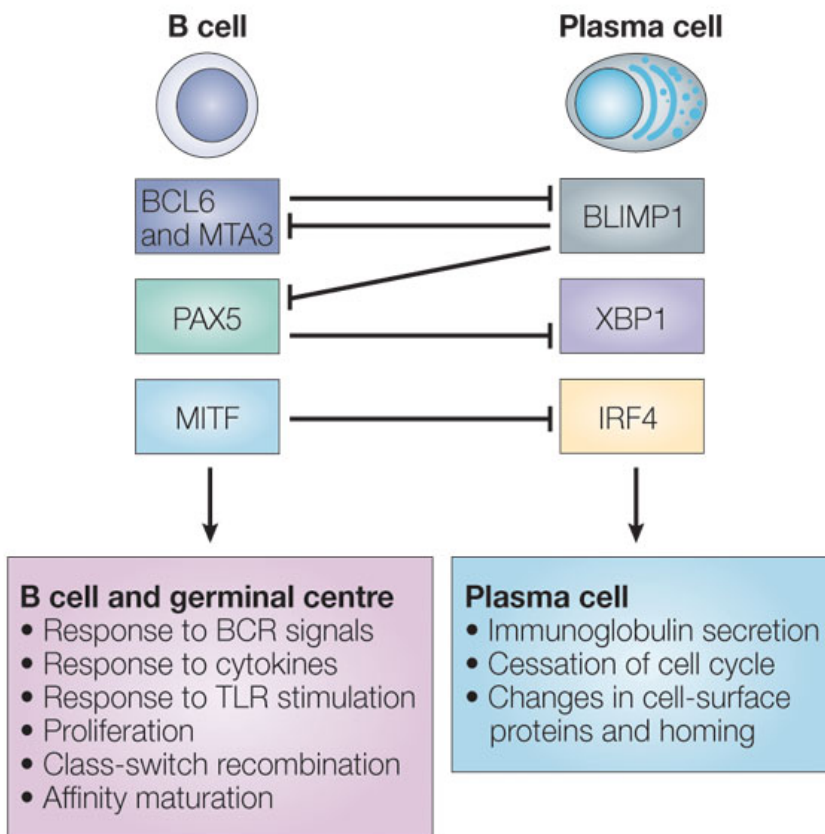 B cell
Plasma cell
BCL6
and MTA3
BLIMP1
PAX5
XBP1
MITF
IRF4
B cell and germinal centre
• Response to BCR signals
• Response to cytokines
• Response to TLR stimulation
• Proliferation
• Class-switch recombination
• Affinity maturation
Plasma cell
• Immunoglobulin secretion
• Cessation of cell cycle
• Changes in cell-surface
proteins and homing